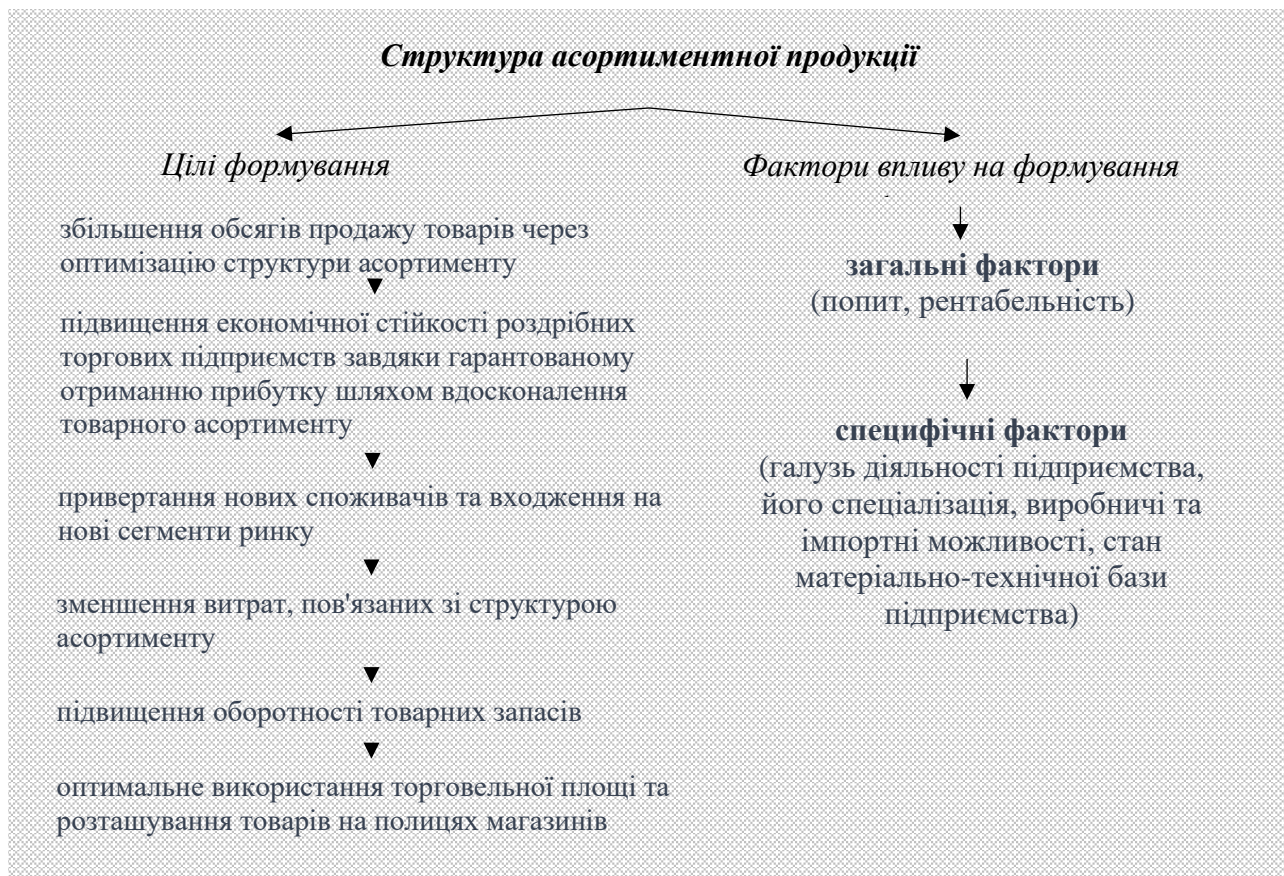 Структура асортиментної продукції
Цілі формування
збільшення обсягів продажу товарів через
оптимізацію структури асортименту
підвищення економічної стійкості роздрібних
торгових підприємств завдяки гарантованому
отриманню прибутку шляхом вдосконалення
товарного асортименту
привертання нових споживачів та входження на
нові сегменти ринку
зменшення витрат, пов'язаних зі структурою
асортименту
підвищення оборотності товарних запасів
оптимальне використання торговельної площі та
розташування товарів на полицях магазинів
Фактори впливу на формування
загальні фактори
(попит, рентабельність)
специфічні фактори
(галузь діяльності підприємства,
його спеціалізація, виробничі та
імпортні можливості, стан
матеріально-технічної бази
підприємства)